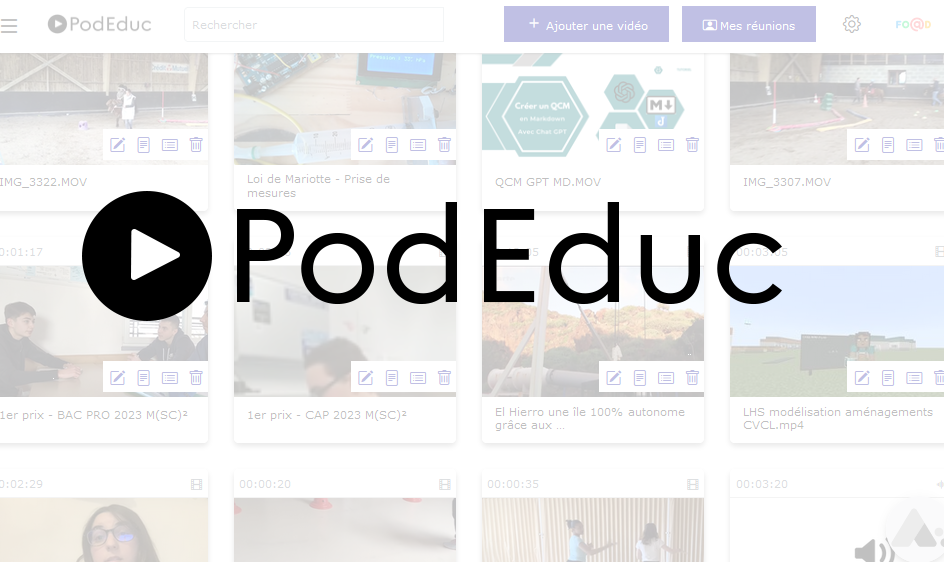 PodEduc
Rechercher
+ Ajouter une vidéo
Mes réunions
FO@D
Créer un QCM
en Markdown
Avec Chat GPT
M
IMG_3322.MOV
Loi de Mariotte - Prise de
mesures
QCM GPT MD.MOV
IMG_3307.MOV
PodEduc
0:01:17
1er prix - BAC PRO 2023 M(SC)²
1er prix - CAP 2023 M(SC)²
El Hierro une île 100% autonome
grâce aux ...
LHS modélisation aménagements
CVCL.mp4
0:02:29
00:00:20
00:00:35
00:03:20